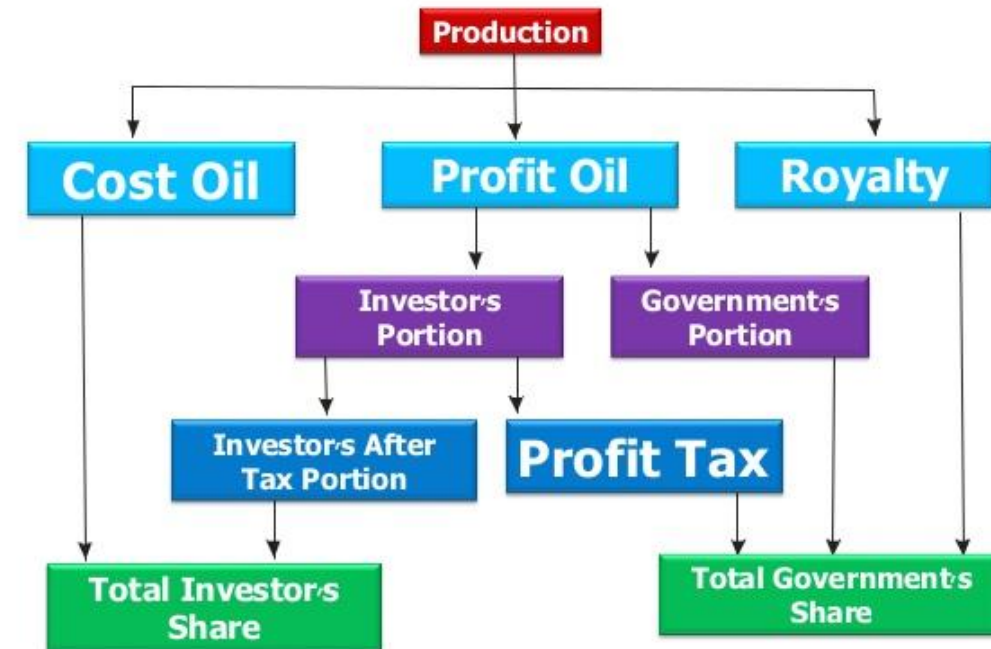 Production
Cost Oil
Profit Oil
Royalty
Investor's
Portion
Government's
Portion
Investor's After
Tax Portion
Profit Tax
Total Investor's
Share
Total Government's
Share